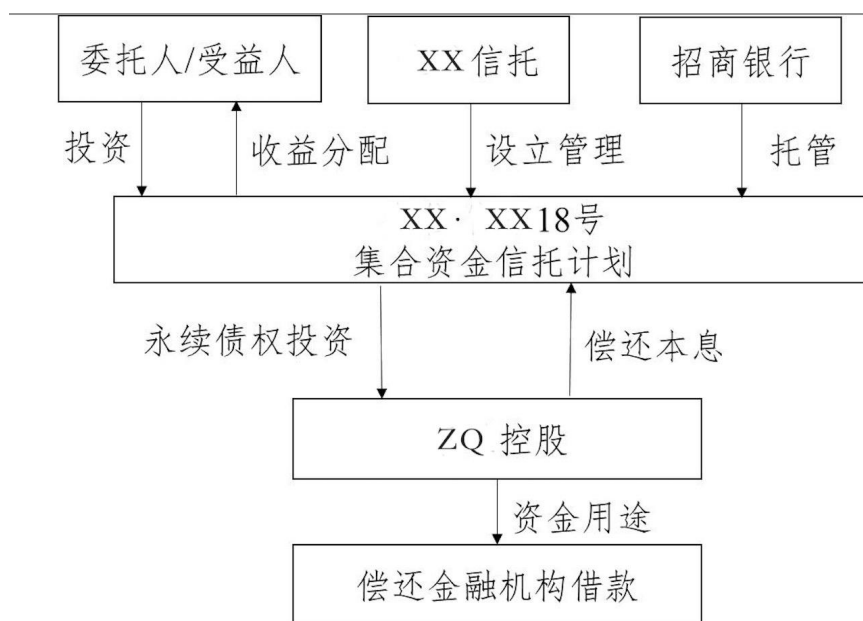 委托人/受益人
XX 信托
招商银行
投资
收益分配
设立管理
托管
XX· XX18号
集合资金信托计划
永续债权投资
偿还本息
ZQ 控股
资金用途
偿还金融机构借款